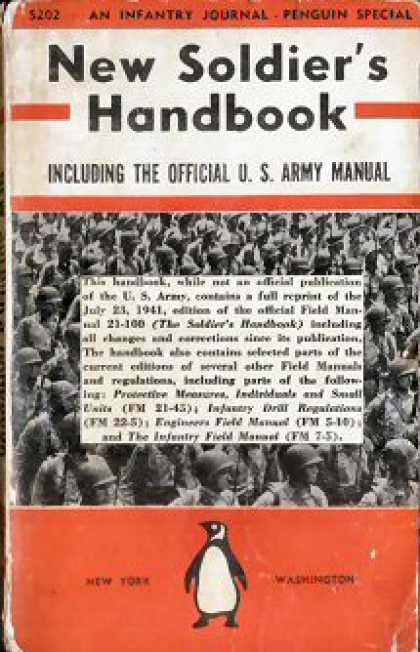 S202 AN INFANTRY JOURNAL - PENGUIN SPECIAL
New Soldier's
Handbook
INCLUDING THE OFFICIAL U. S. ARMY MANUAL
This handbook, while not an official publication
of the U. S. Army, contains a full reprint of the
July 23, 1941, edition of the official Field Man-
ual 21-100 (The Soldier's Handbook) including
all changes and corrections since its publication.
The handbook also contains selected parts of the
current editions of several other Field Manuals
and regulations, including parts of the follow-
ing: Protective Measures, Individuals and Small
Units (FM 21-45); Infantry Drill Regulations
(FM 22-5); Engineers Field Manual (FM 5-10);
and The Infantry Field Manual (FM 7-5).
NEW YORK WASHINGTON